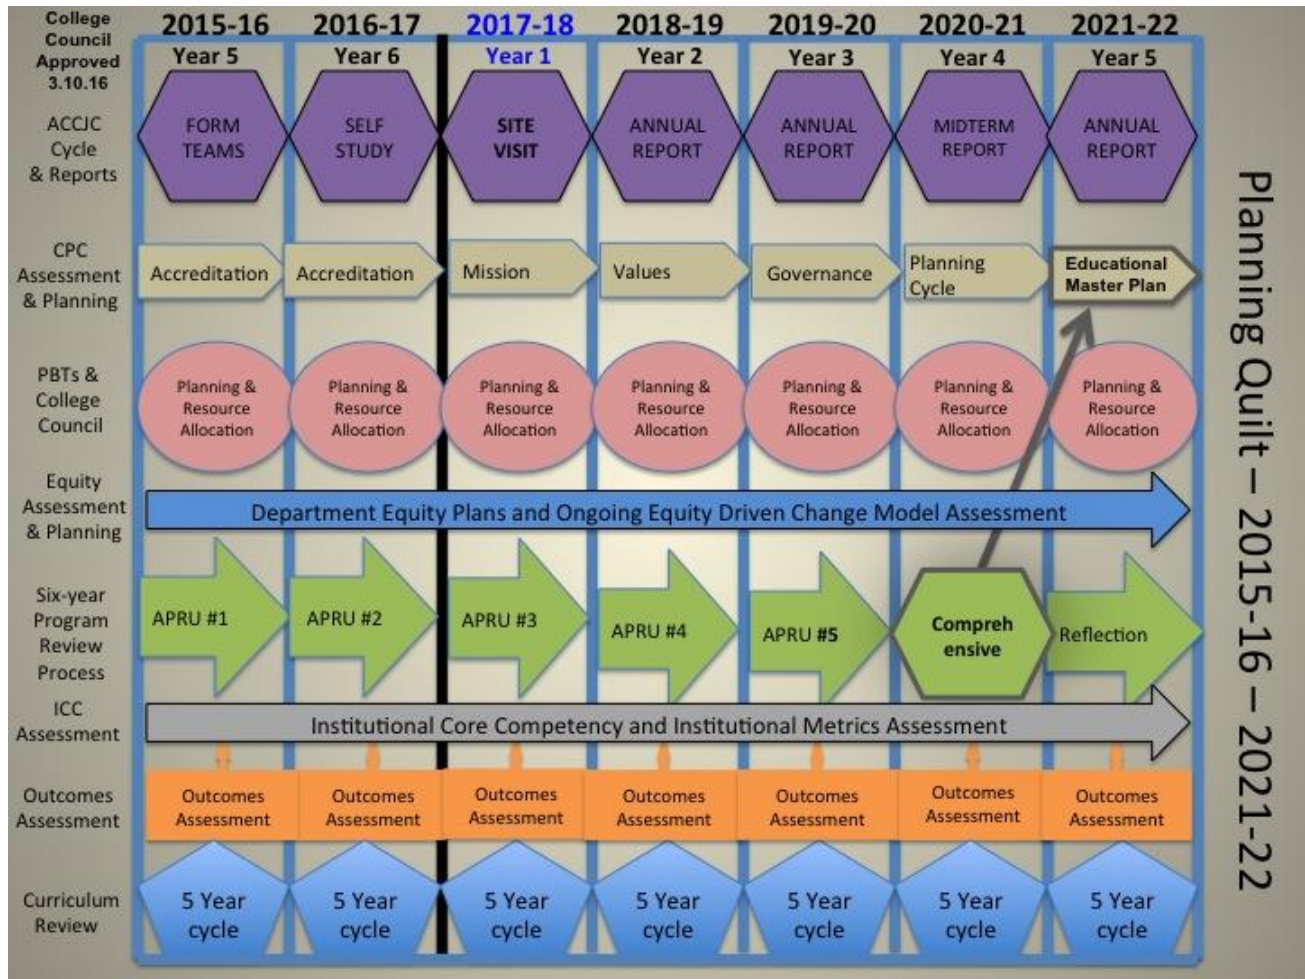 College
Council
Approved
3.10.16
2015-16 2016-17 2017-18 2018-19 2019-20 2020-21 2021-22
Year 5 Year 6 Year 1 Year 2 Year 3 Year 4 Year 5
ACCJC
Cycle
& Reports
FORM
TEAMS
SELF
STUDY
SITE
VISIT
ANNUAL
REPORT
ANNUAL
REPORT
MIDTERM
REPORT
ANNUAL
REPORT
CPC
Assessment
& Planning
Accreditation
Accreditation
Mission
Values
Governance
Planning
Cycle
Educational
Master Plan
PBTs &
College
Council
Planning &
Resource
Allocation
Planning &
Resource
Allocation
Planning &
Resource
Allocation
Planning &
Resource
Allocation
Planning &
Resource
Allocation
Planning &
Resource
Allocation
Planning &
Resource
Allocation
Equity
Assessment
& Planning
Department Equity Plans and Ongoing Equity Driven Change Model Assessment
Six-year
Program
Review
Process
APRU #1
APRU #2
APRU #3
APRU #4
APRU #5
Compreh
ensive
Reflection
ICC
Assessment
Institutional Core Competency and Institutional Metrics Assessment
Outcomes
Assessment
Outcomes
Assessment
Outcomes
Assessment
Outcomes
Assessment
Outcomes
Assessment
Outcomes
Assessment
Outcomes
Assessment
Outcomes
Assessment
Curriculum
Review
5 Year
cycle
5 Year
cycle
5 Year
cycle
5 Year
cycle
5 Year
cycle
5 Year
cycle
5 Year
cycle
Planning Quilt – 2015-16 – 2021-22